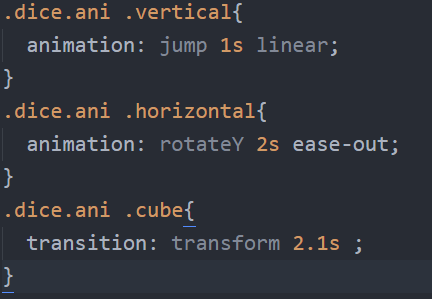 .dice.ani .vertical{
  animation: jump 1s linear;
}
.dice.ani .horizontal{
  animation: rotateY 2s ease-out;
}
.dice.ani .cube{
  transition: transform 2.1s ;
}